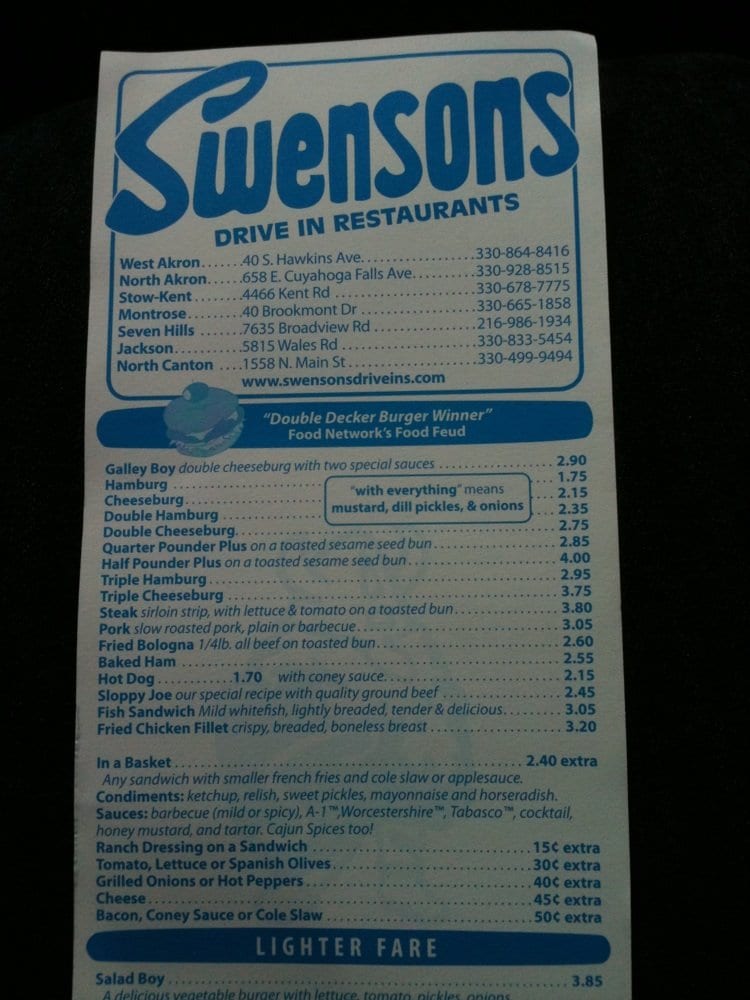 Swensons
DRIVE IN RESTAURANTS
West Akron.......40 S. Hawkins Ave....................330-864-8416
North Akron......658 E. Cuyahoga Falls Ave...........330-928-8515
Stow-Kent........4466 Kent Rd ........................330-678-7775
Montrose.........40 Brookmont Dr .....................330-665-1858
Seven Hills ......7635 Broadview Rd ..................216-986-1934
Jackson..........5815 Wales Rd .......................330-833-5454
North Canton ....1558 N. Main St.....................330-499-9494
www.swensonsdriveins.com
"Double Decker Burger Winner"
Food Network's Food Feud
Galley Boy double cheeseburg with two special sauces .................. 2.90
Hamburg .................. 1.75
Cheeseburg.................. 2.15
Double Hamburg .................. 2.35
"with everything" means
mustard, dill pickles, & onions
Double Cheeseburg.................. 2.75
Quarter Pounder Plus on a toasted sesame seed bun.................. 2.85
Half Pounder Plus on a toasted sesame seed bun.................. 4.00
Triple Hamburg.................. 2.95
Triple Cheeseburg.................. 3.75
Steak sirloin strip, with lettuce & tomato on a toasted bun.................. 3.80
Pork slow roasted pork, plain or barbecue.................. 3.05
Fried Bologna 1/4lb. all beef on toasted bun.................. 2.60
Baked Ham .................. 2.55
Hot Dog ............1.70 with coney sauce.................. 2.15
Sloppy Joe our special recipe with quality ground beef .................. 2.45
Fish Sandwich Mild whitefish, lightly breaded, tender & delicious.......... 3.05
Fried Chicken Fillet crispy, breaded, boneless breast .................. 3.20
In a Basket .................. 2.40 extra
Any sandwich with smaller french fries and cole slaw or applesauce.
Condiments: ketchup, relish, sweet pickles, mayonnaise and horseradish.
Sauces: barbecue (mild or spicy), A-1™,Worcestershire™, Tabasco™, cocktail,
honey mustard, and tartar. Cajun Spices too!
Ranch Dressing on a Sandwich .................. 15¢ extra
Tomato, Lettuce or Spanish Olives.................. 30¢ extra
Grilled Onions or Hot Peppers .................. 40¢ extra
Cheese.................. 45¢ extra
Bacon, Coney Sauce or Cole Slaw .................. 50¢ extra
LIGHTER FARE
Salad Boy .................. 3.85
A delicious vegetable burger with lettuce, tomato, pickles, onions